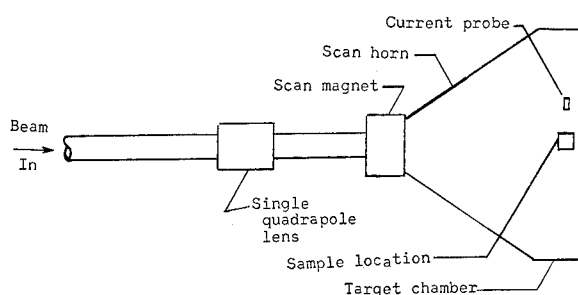 Current probe
Scan horn
Scan magnet
Beam
In
Single
quadrapole
lens
Sample location
Target chamber